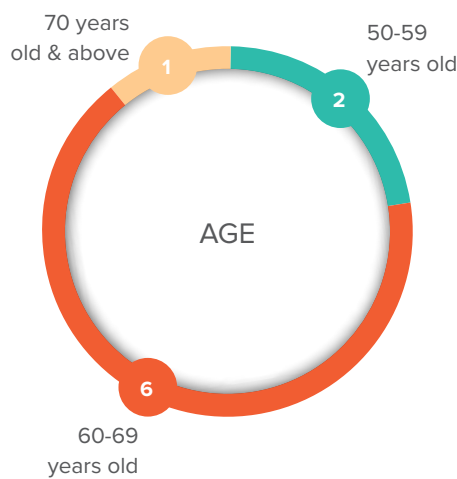 70 years
old & above
1
50-59
years old
2
AGE
6
60-69
years old